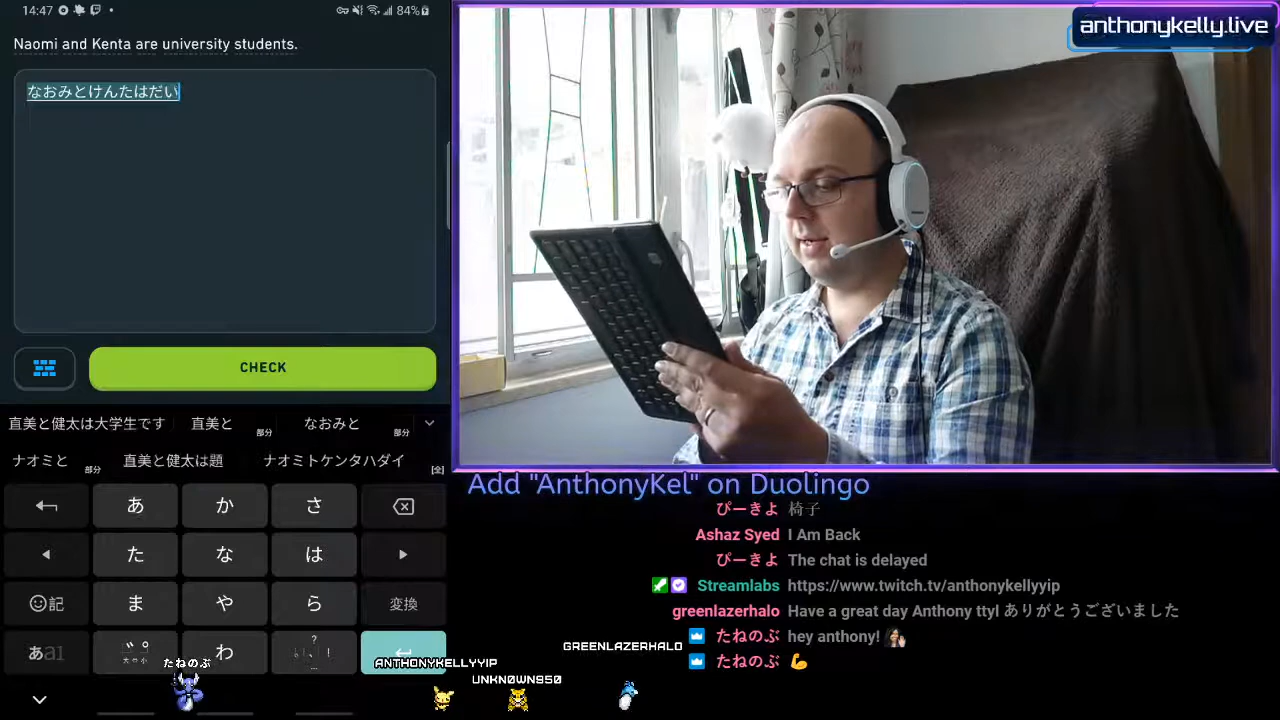 14:47
84%
Naomi and Kenta are university students.
なおみとけんたはだい
CHECK
直美と健太は大学生です 直美と 部分 なおみと 部分
ナオミと 部分 直美と健太は題 ナオミトケンタハダイ [全]
あ か さ
た な は
ま や ら 変換
記
あa1 わ
大⇔小
anthonykelly.live
Add "AnthonyKel" on Duolingo
ぴーきよ 椅子
Ashaz Syed I Am Back
ぴーきよ The chat is delayed
Streamlabs https://www.twitch.tv/anthonykellyyip
greenlazerhalo Have a great day Anthony ttyl ありがとうございました
たねのぶ hey anthony!
たねのぶ
たねのぶ
ANTHONYKELLYYIP
UNKN0WN950
GREENLAZERHALO